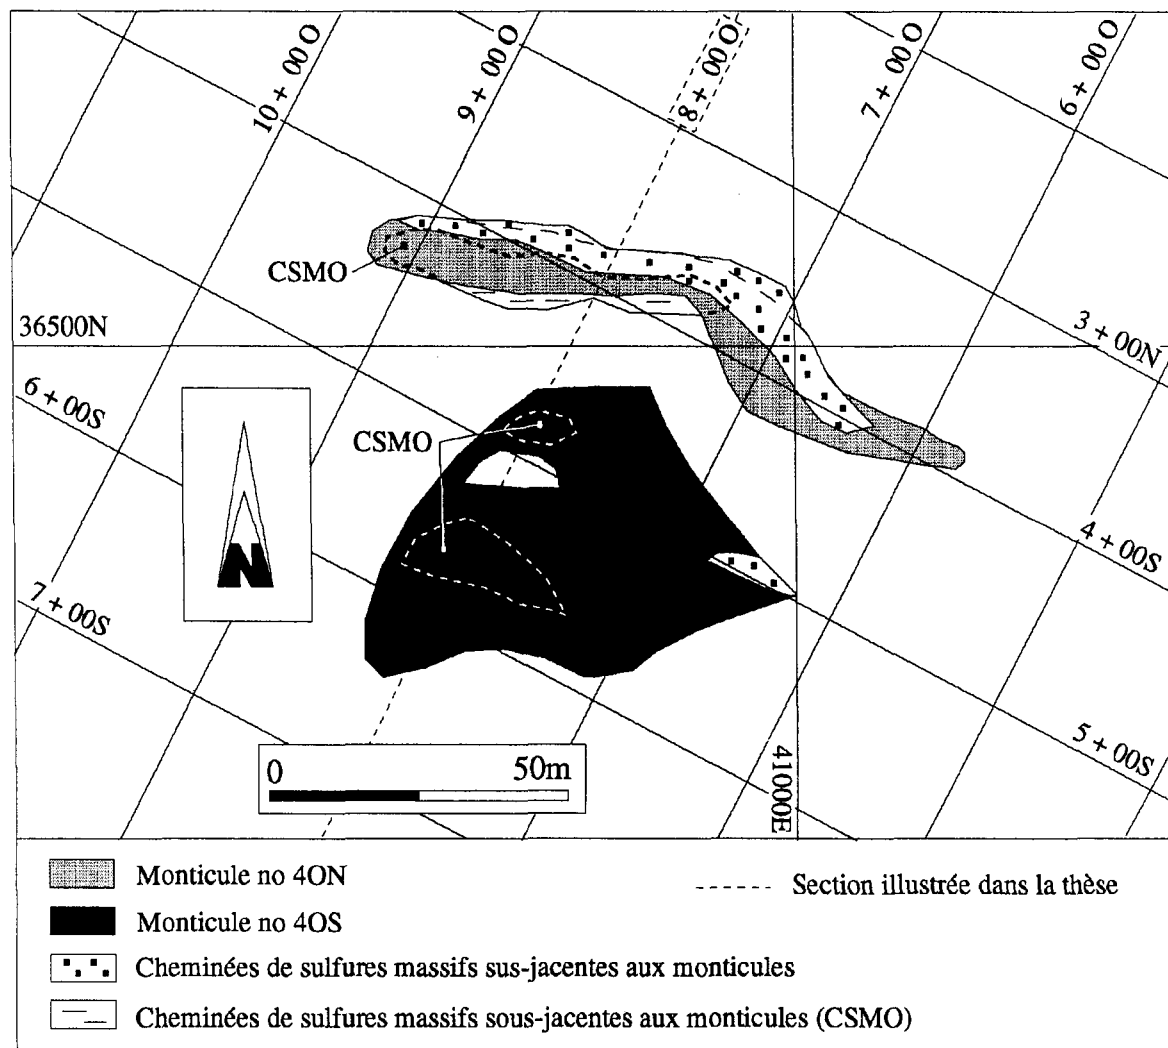 10 + 00 O
9 + 00 O
8 + 00 O
7 + 00 O
6 + 00 O
CSMO
36500N
3 + 00N
6 + 00S
CSMO
N
4 + 00S
7 + 00S
5 + 00S
41000E
0 50m
Monticule no 4ON
Section illustrée dans la thèse
Monticule no 4OS
Cheminées de sulfures massifs sus-jacentes aux monticules
Cheminées de sulfures massifs sous-jacentes aux monticules (CSMO)